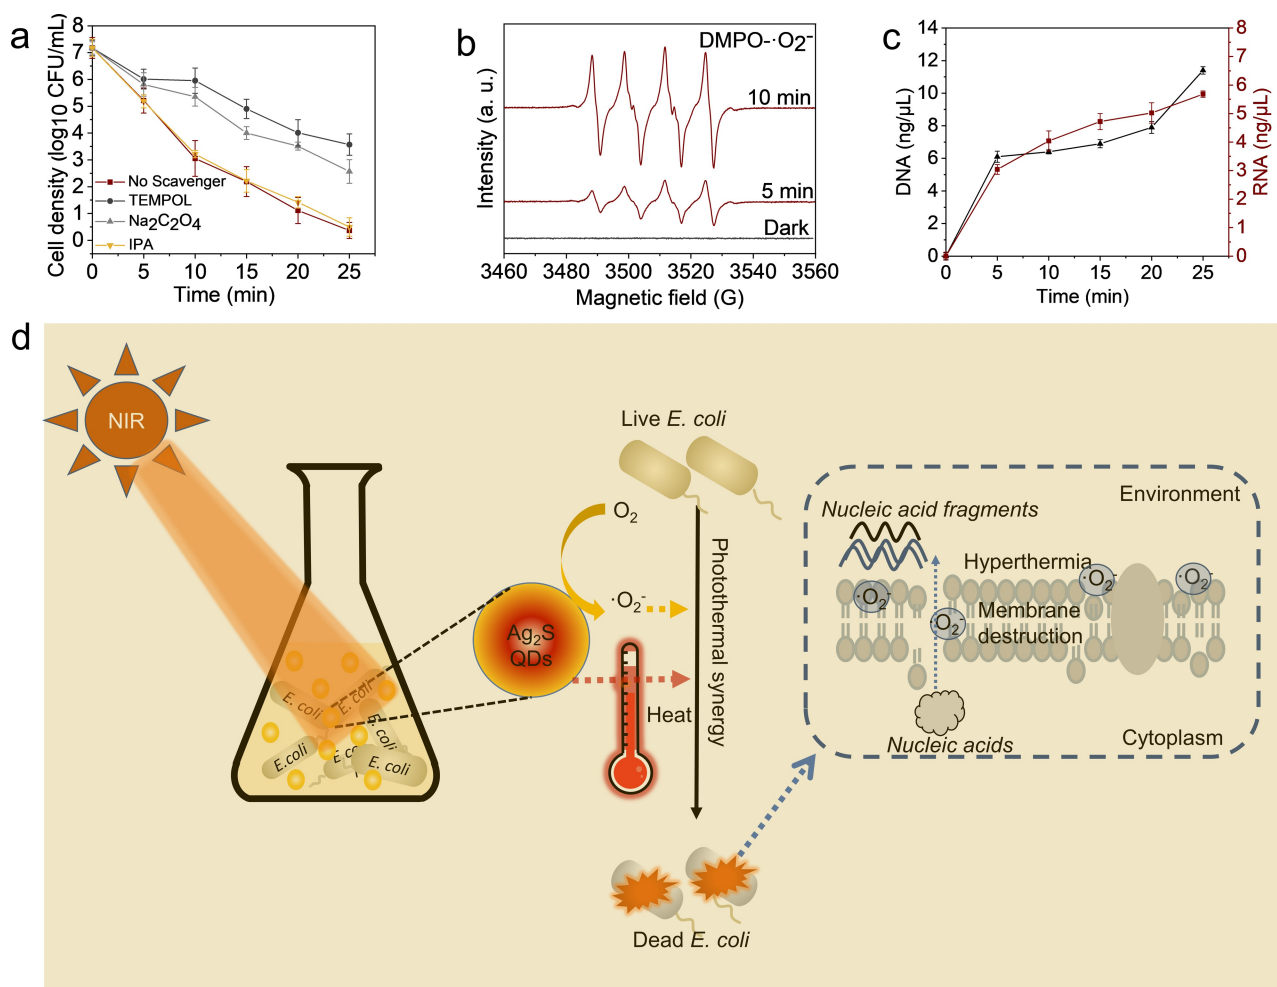 a
Cell density (log10 CFU/mL)
8
7
6
5
4
3
2
1
0
No Scavenger
TEMPOL
Na₂C₂O₄
IPA
0 5 10 15 20 25
Time (min)
b
Intensity (a. u.)
DMPO-·O₂⁻
10 min
5 min
Dark
3460 3480 3500 3520 3540 3560
Magnetic field (G)
c
DNA (ng/µL)
14
12
10
8
6
4
2
0
RNA (ng/µL)
8
7
6
5
4
3
2
1
0
0 5 10 15 20 25
Time (min)
d
NIR
E. coli
E. coli
E. coli
E.coli
E. co
E. coli
Ag₂S
QDs
Live E. coli
O₂
·O₂⁻
Heat
Photothermal synergy
Dead E. coli
Environment
Nucleic acid fragments
Hyperthermia
·O₂⁻
·O₂⁻
·O₂⁻
·O₂⁻
Membrane
destruction
Nucleic acids
Cytoplasm